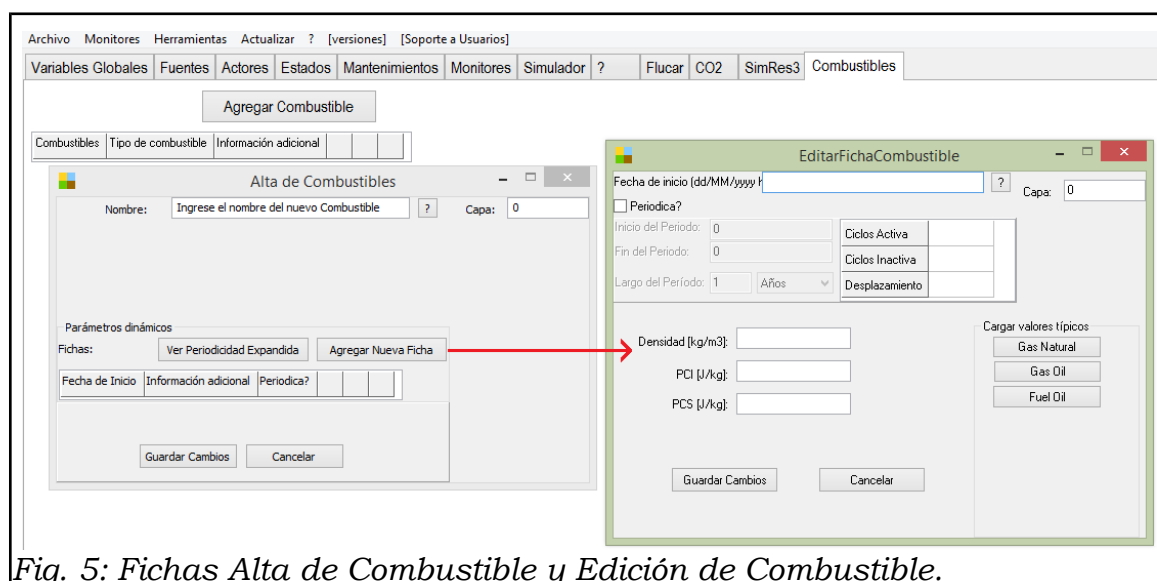 Archivo Monitores Herramientas Actualizar ? [versiones] [Soporte a Usuarios]
Variables Globales Fuentes Actores Estados Mantenimientos Monitores Simulador ? Flucar CO2 SimRes3 Combustibles
Agregar Combustible
Combustibles Tipo de combustible Información adicional
Alta de Combustibles
Nombre: Ingrese el nombre del nuevo Combustible ? Capa: 0
Parámetros dinámicos
Fichas: Ver Periodicidad Expandida Agregar Nueva Ficha
Fecha de Inicio Información adicional Periodica?
Guardar Cambios Cancelar
EditarFichaCombustible
Fecha de inicio (dd/MM/yyyy ? Capa: 0
Periodica?
Inicio del Periodo: 0 Ciclos Activa
Fin del Periodo: 0 Ciclos Inactiva
Largo del Período: 1 Años Desplazamiento
Cargar valores típicos
Densidad [kg/m3]: Gas Natural
PCI [J/kg]: Gas Oil
PCS [J/kg]: Fuel Oil
Guardar Cambios Cancelar
Fig. 5: Fichas Alta de Combustible y Edición de Combustible.